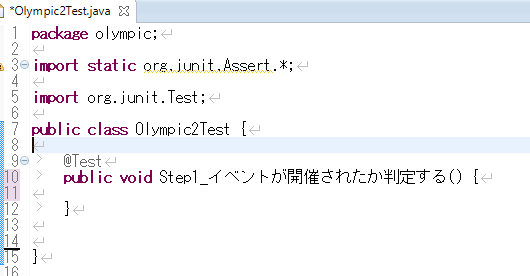 *Olympic2Test.java
1 package olympic;
2
3 import static org.junit.Assert.*;
4
5 import org.junit.Test;
6
7 public class Olympic2Test {
8
9 @Test
10 public void Step1_イベントが開催されたか判定する() {
11
12 }
13
14
15 }
16